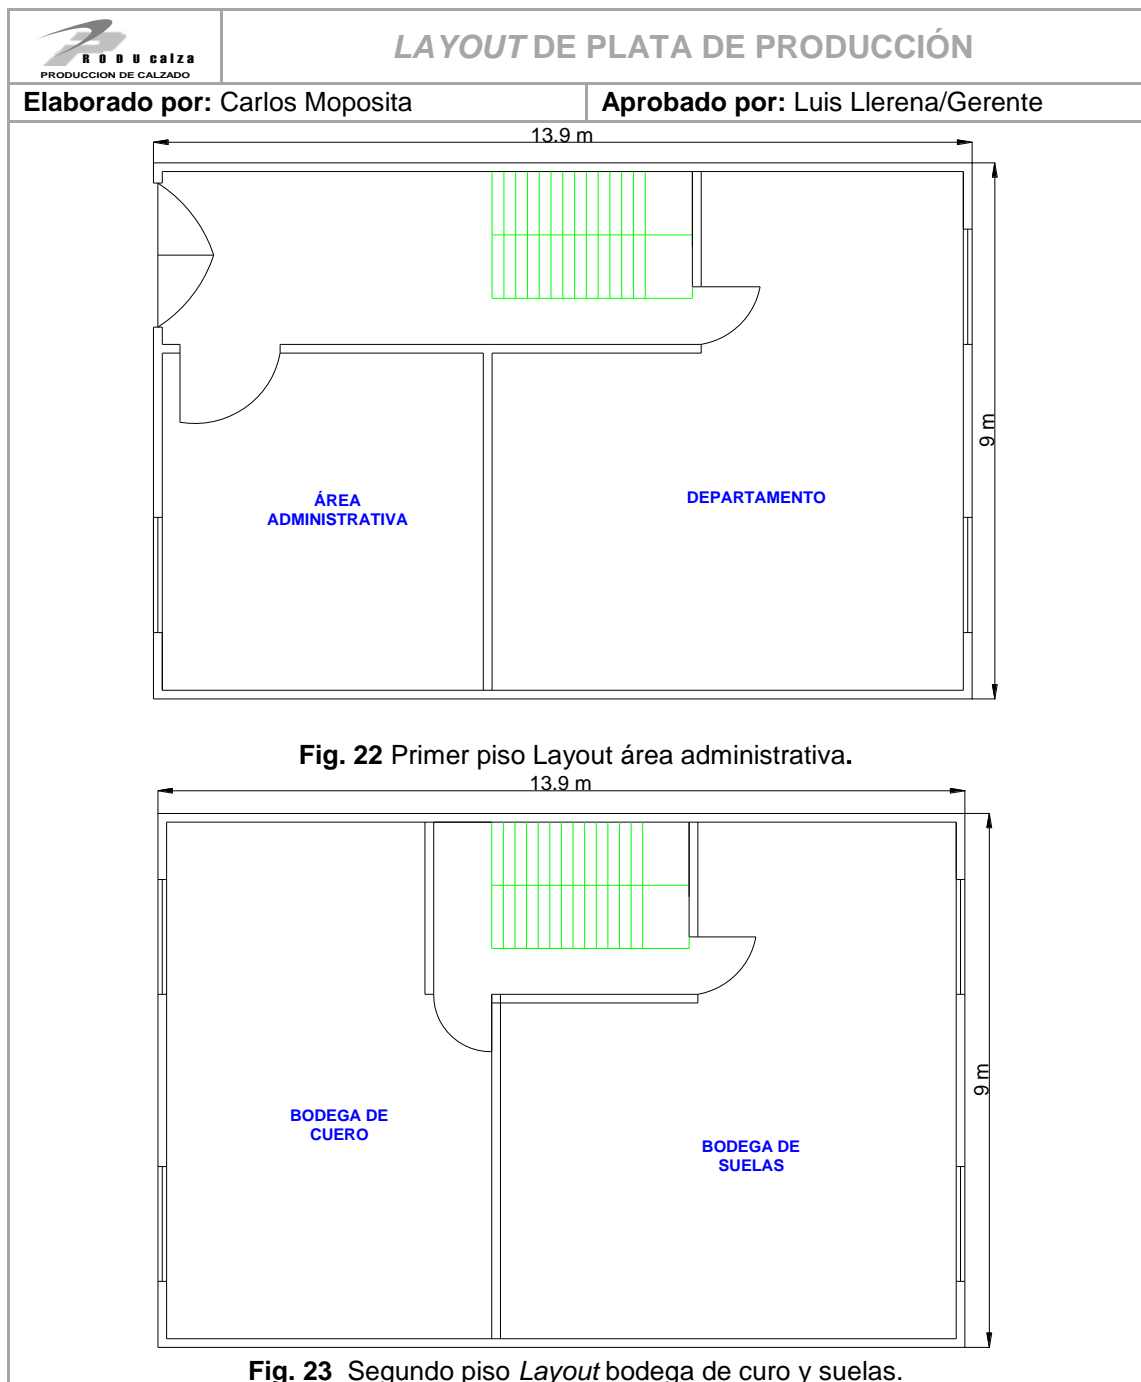 R O D U calza
PRODUCCION DE CALZADO
LAYOUT DE PLATA DE PRODUCCIÓN
Elaborado por: Carlos Moposita
Aprobado por: Luis Llerena/Gerente
13.9 m
9 m
ÁREA
ADMINISTRATIVA
DEPARTAMENTO
Fig. 22 Primer piso Layout área administrativa.
13.9 m
9 m
BODEGA DE
CUERO
BODEGA DE
SUELAS
Fig. 23 Segundo piso Layout bodega de curo y suelas.